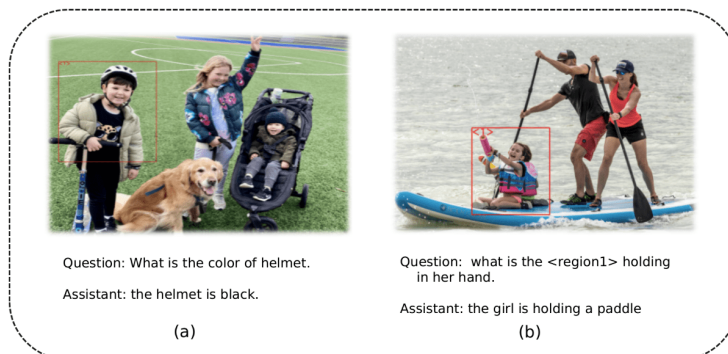 <1>
Question: What is the color of helmet.
Assistant: the helmet is black.
(a)
Question: what is the <region1> holding
in her hand.
Assistant: the girl is holding a paddle
(b)